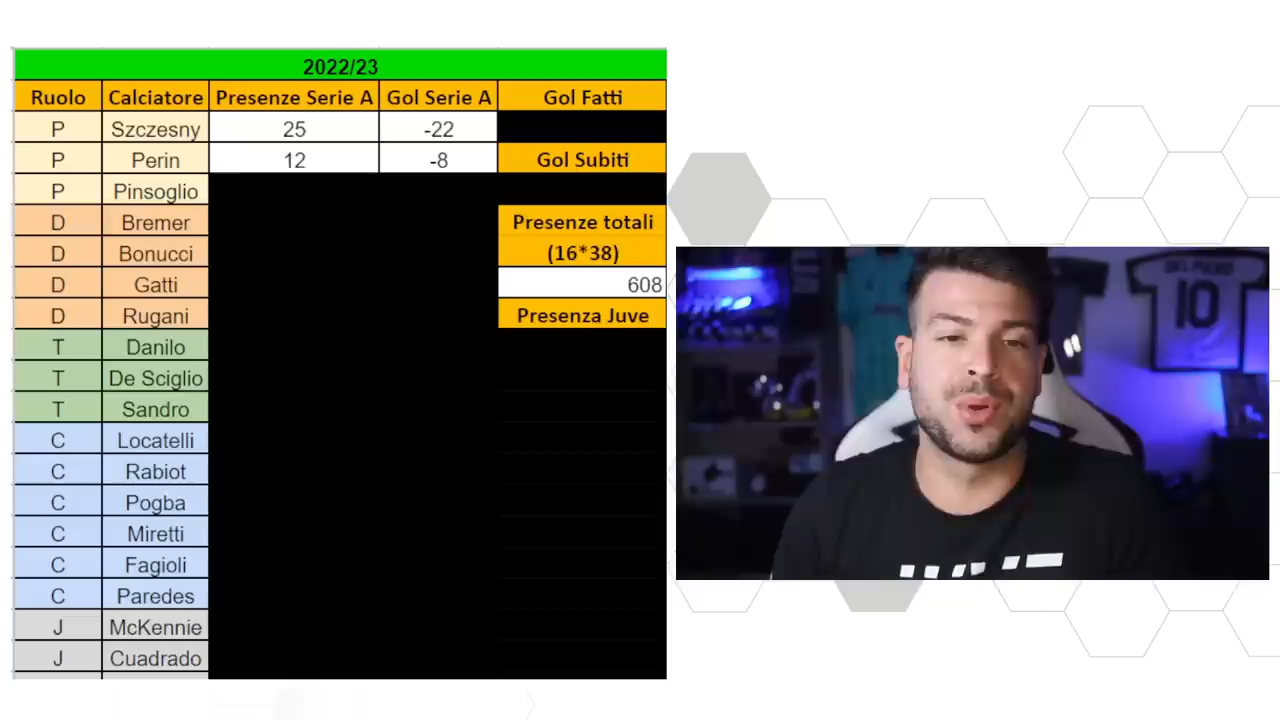 2022/23
Ruolo Calciatore Presenze Serie A Gol Serie A Gol Fatti
P Szczesny 25 -22
P Perin 12 -8 Gol Subiti
P Pinsoglio
D Bremer Presenze totali
D Bonucci (16*38)
D Gatti 608
D Rugani Presenza Juve
T Danilo
T De Sciglio
T Sandro
C Locatelli
C Rabiot
C Pogba
C Miretti
C Fagioli
C Paredes
J McKennie
J Cuadrado
DEL PIERO
10